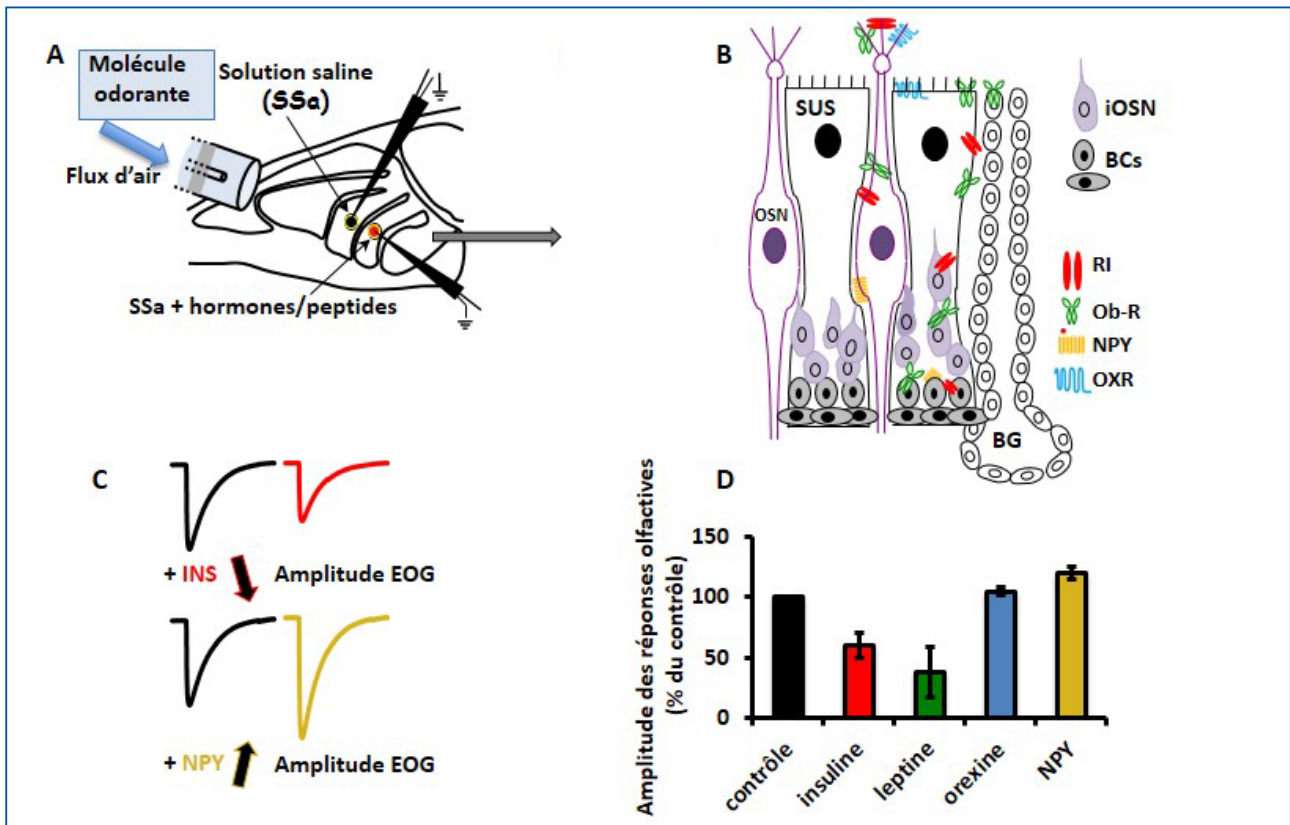 A
Molécule
odorante
Solution saline
(SSa)
Flux d'air
SSa + hormones/peptides
B
SUS
OSN
BG
iOSN
BCs
RI
Ob-R
NPY
OXR
C
+ INS Amplitude EOG
+ NPY Amplitude EOG
D
Amplitude des réponses olfactives
(% du contrôle)
150
100
50
0
contrôle
insuline
leptine
orexine
NPY